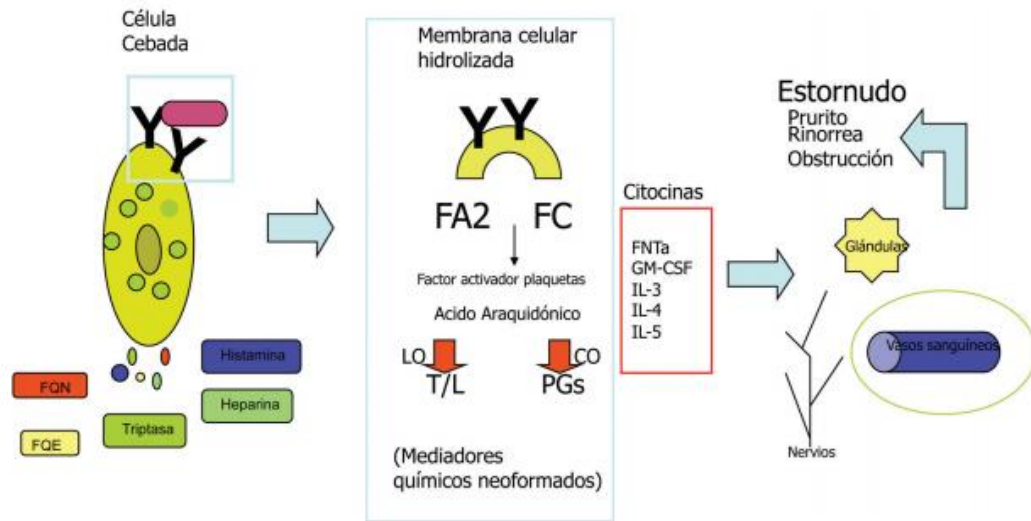 Célula
Cebada
FQN
FQE
Triptasa
Histamina
Heparina
Membrana celular
hidrolizada
FA2 FC
Factor activador plaquetas
Acido Araquidónico
LO CO
T/L PGs
(Mediadores
químicos neoformados)
Citocinas
FNTa
GM-CSF
IL-3
IL-4
IL-5
Estornudo
Prurito
Rinorrea
Obstrucción
Glándulas
Vasos sanguíneos
Nervios